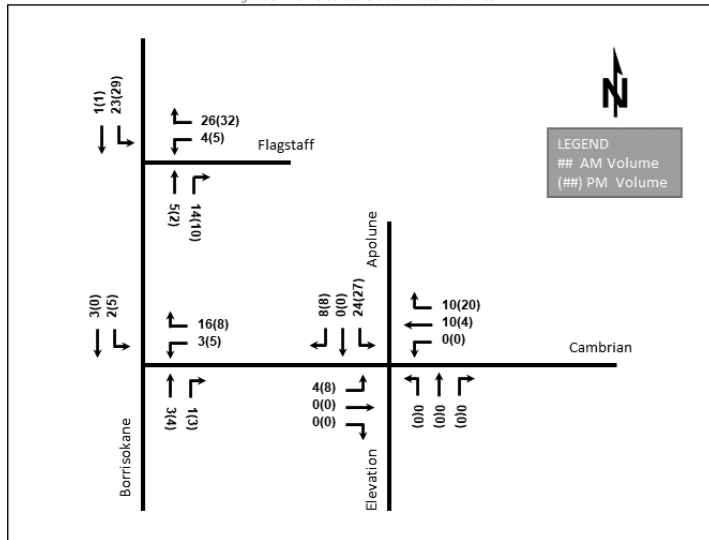 N
LEGEND
## AM Volume
(##) PM Volume
1(1)
23(29)
26(32)
4(5)
Flagstaff
5(2)
14(10)
Apolune
3(0)
2(5)
16(8)
3(5)
8(8)
0(0)
24(27)
10(20)
10(4)
0(0)
Cambrian
3(4)
1(3)
4(8)
0(0)
0(0)
0(0)
0(0)
0(0)
Borrisokane
Elevation